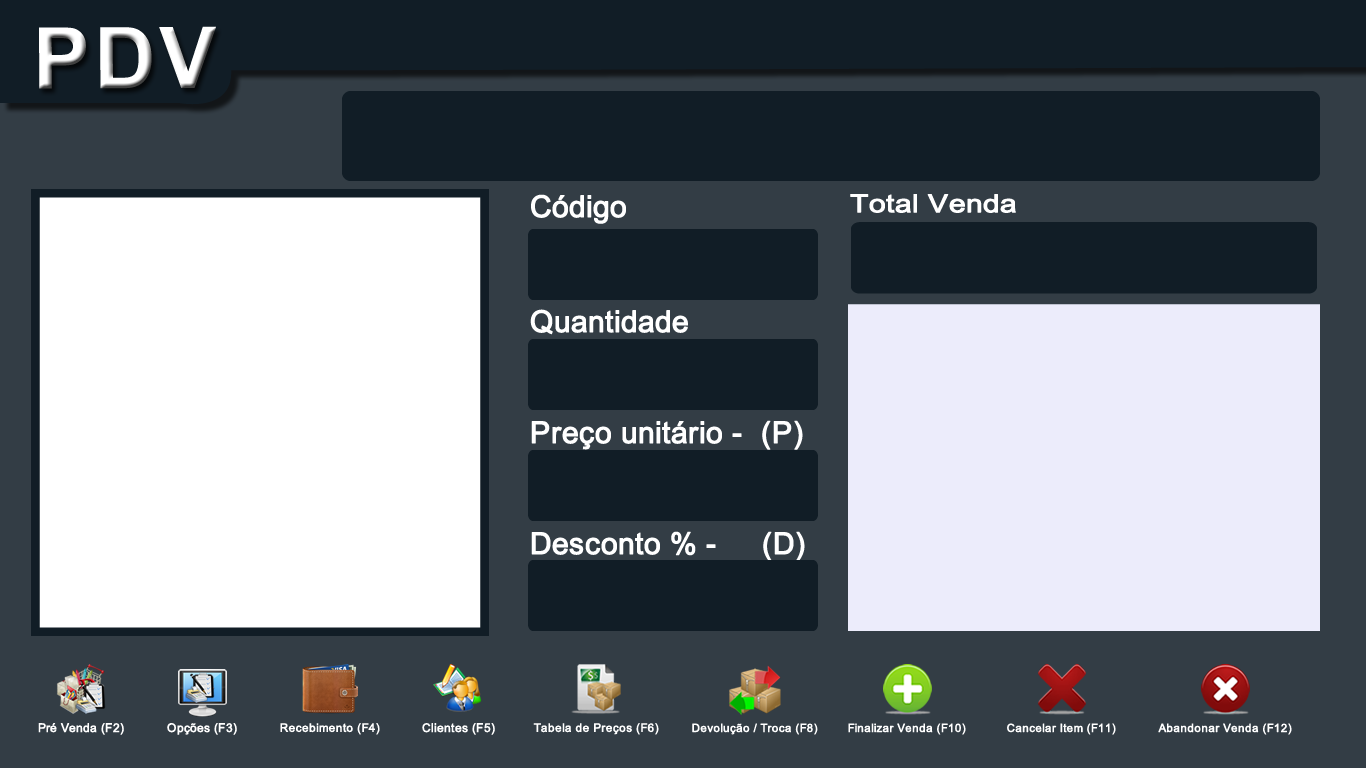 PDV
Código
Total Venda
Quantidade
Preço unitário - (P)
Desconto % - (D)
VISA
Pré Venda (F2)
Opções (F3)
Recebimento (F4)
Clientes (F5)
Tabela de Preços (F6)
Devolução / Troca (F8)
Finalizar Venda (F10)
Cancelar Item (F11)
Abandonar Venda (F12)